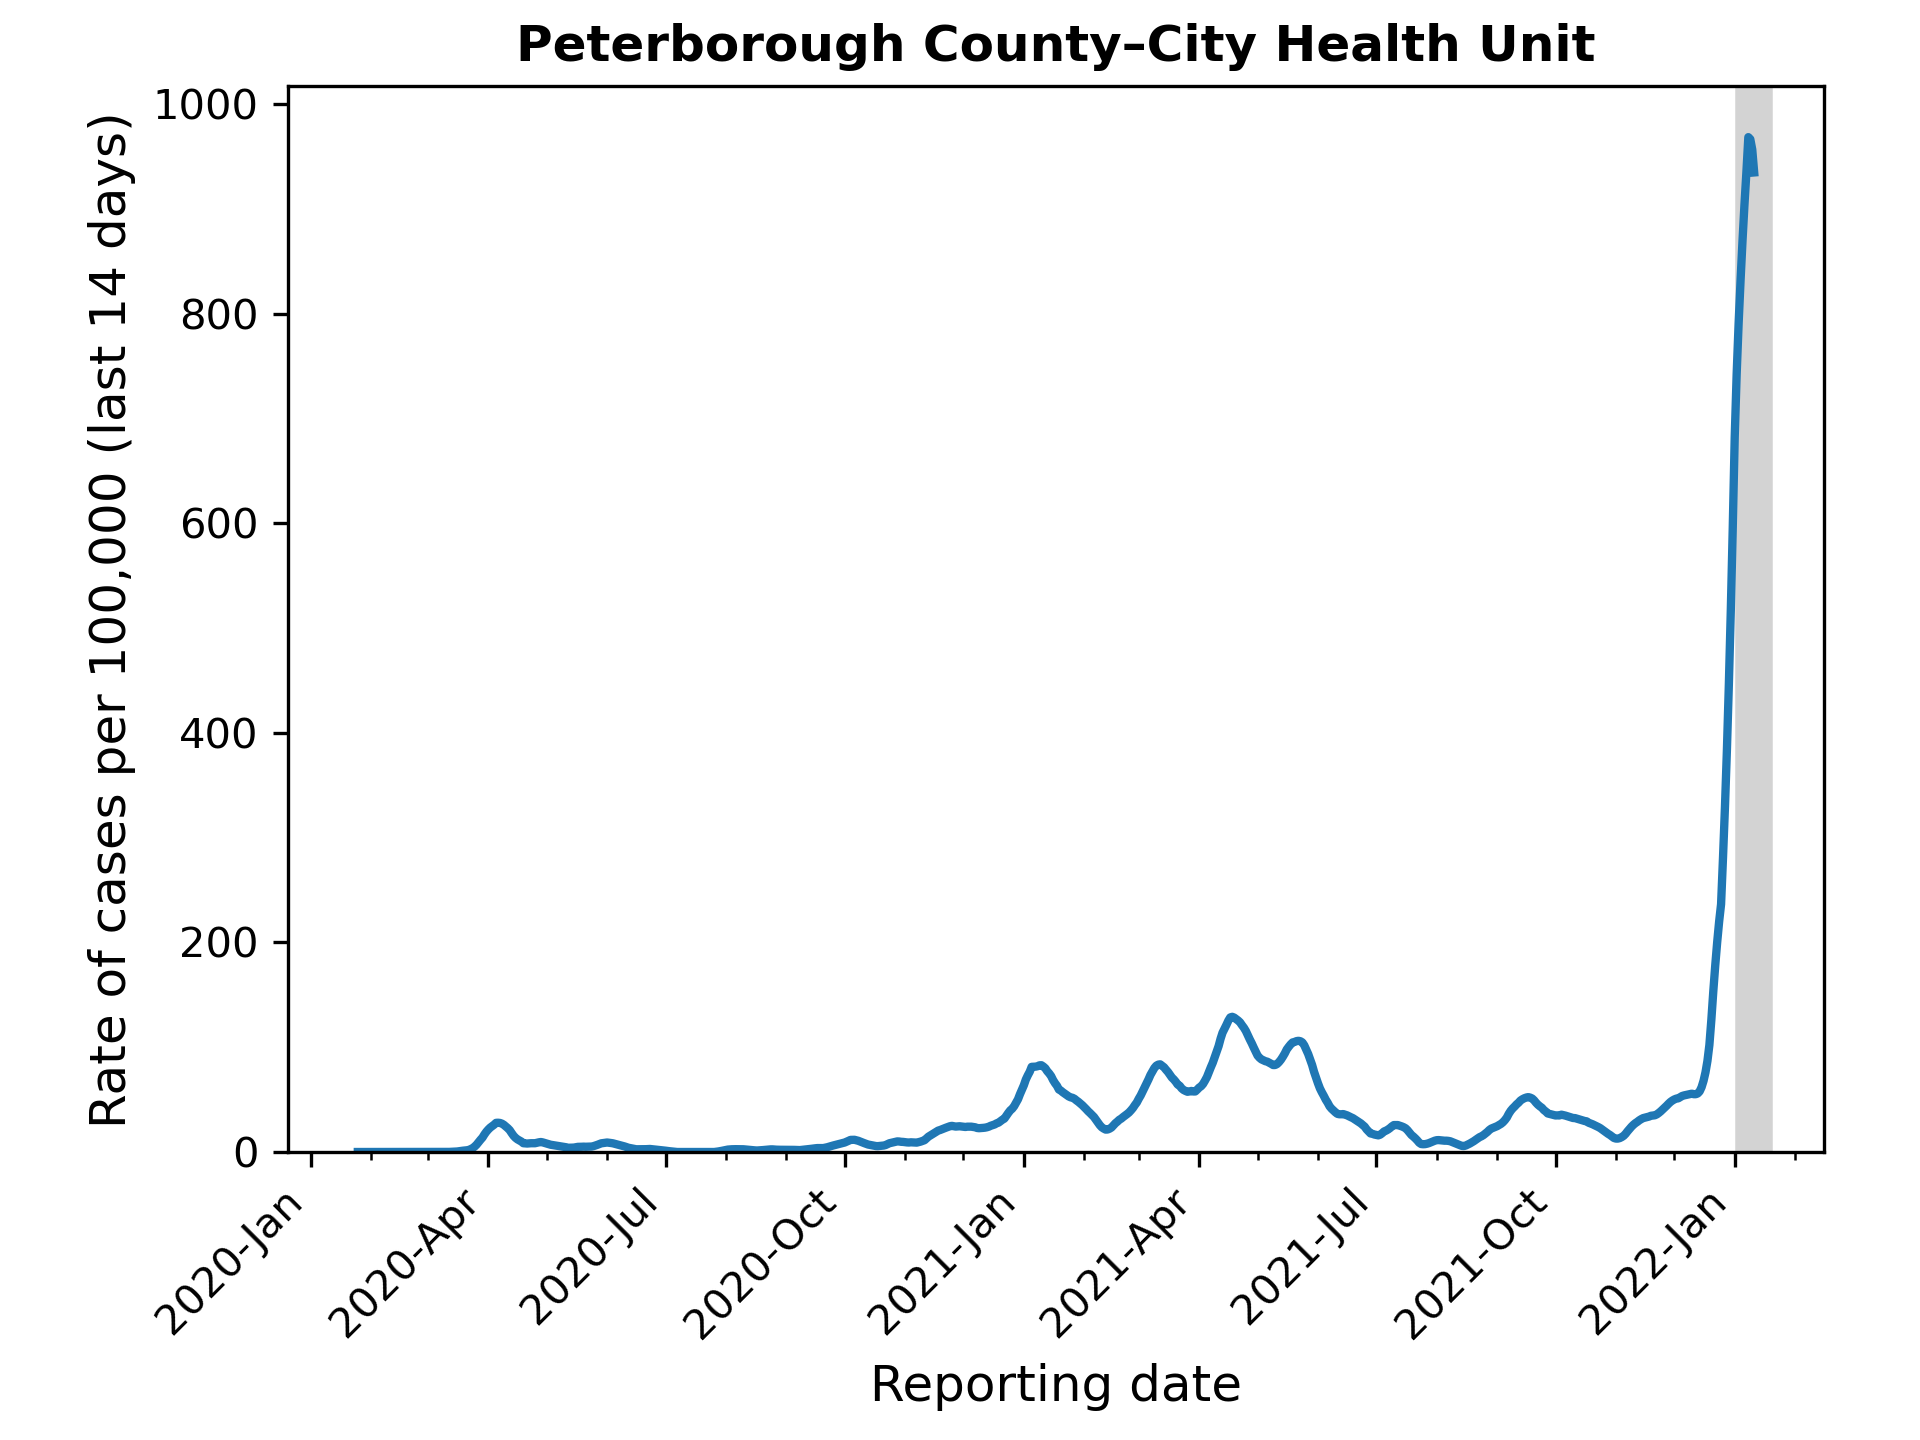 Peterborough County–City Health Unit
Rate of cases per 100,000 (last 14 days)
1000
800
600
400
200
0
2020-Jan
2020-Apr
2020-Jul
2020-Oct
2021-Jan
2021-Apr
2021-Jul
2021-Oct
2022-Jan
Reporting date